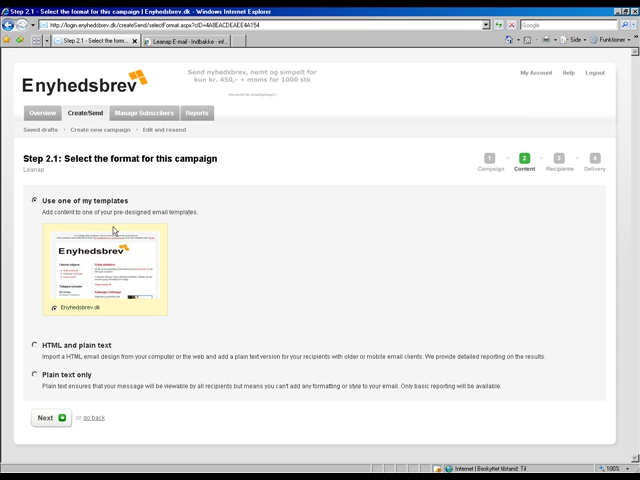 Step 2.1 - Select the format for this campaign | Enyhedsbrev.dk - Windows Internet Explorer
http://login.enyhedsbrev.dk/createSend/selectFormat.aspx?cID=4A8EACDEAEE4A154
Google
Step 2.1 - Select the form...
Leanap E-mail - Indbakke - inf...
Side
Funktioner
Enyhedsbrev
Send nyhedsbrev, nemt og simpelt for
kun kr. 450,- + moms for 1000 stk
My Account
Help
Logout
Overview
Create/Send
Manage Subscribers
Reports
Saved drafts
Create new campaign
Edit and resend
Step 2.1: Select the format for this campaign
Leanap
1
2
3
4
Campaign
Content
Recipients
Delivery
Use one of my templates
Add content to one of your pre-designed email templates.
Enyhedsbrev
Enyhedsbrev.dk
HTML and plain text
Import a HTML email design from your computer or the web and add a plain text version for your recipients with older or mobile email clients. We provide detailed reporting on the results.
Plain text only
Plain text ensures that your message will be viewable by all recipients but means you can't add any formatting or style to your email. Only basic reporting will be available.
Next
or go back
Internet | Beskyttet tilstand: Til
100%